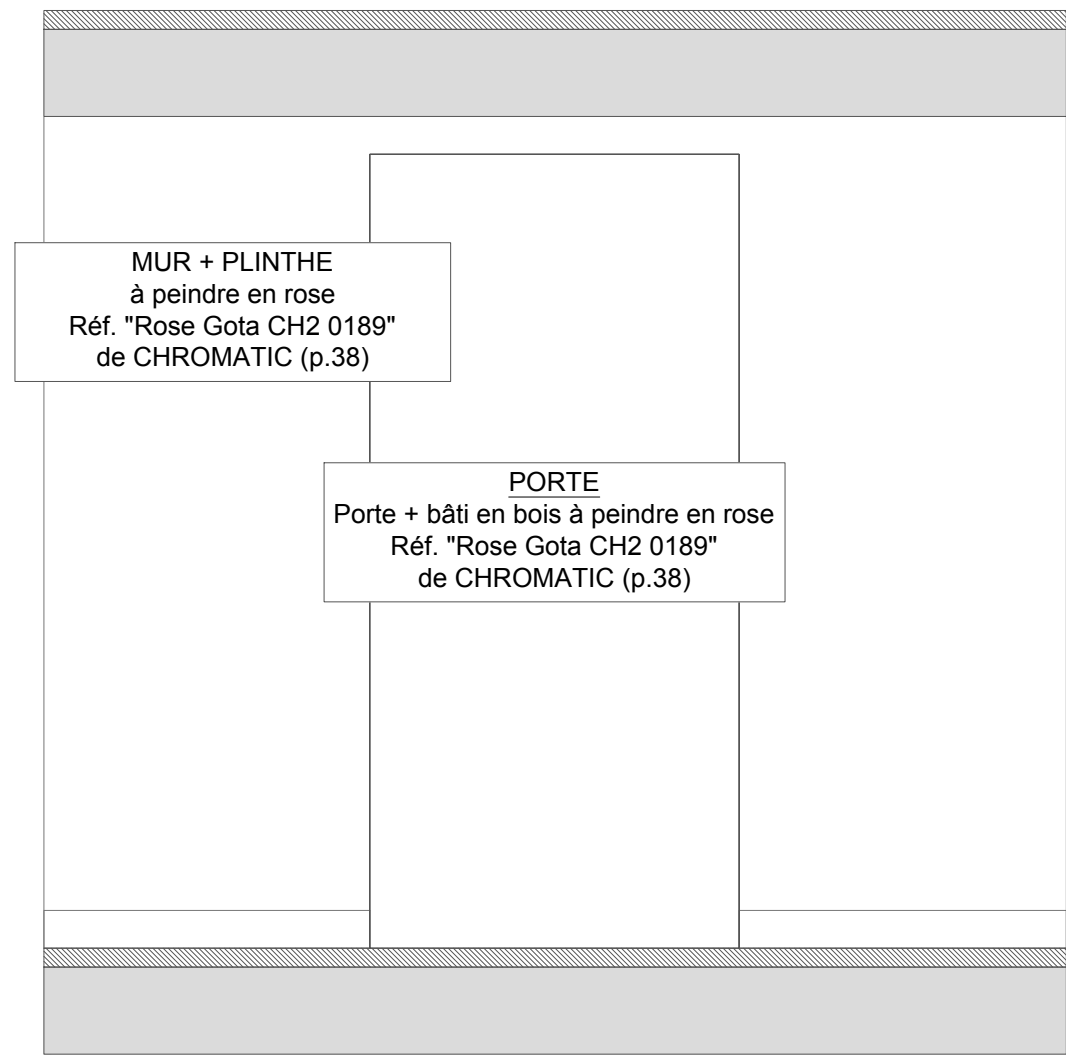 MUR + PLINTHE
à peindre en rose
Réf. "Rose Gota CH2 0189"
de CHROMATIC (p.38)
PORTE
Porte + bâti en bois à peindre en rose
Réf. "Rose Gota CH2 0189"
de CHROMATIC (p.38)